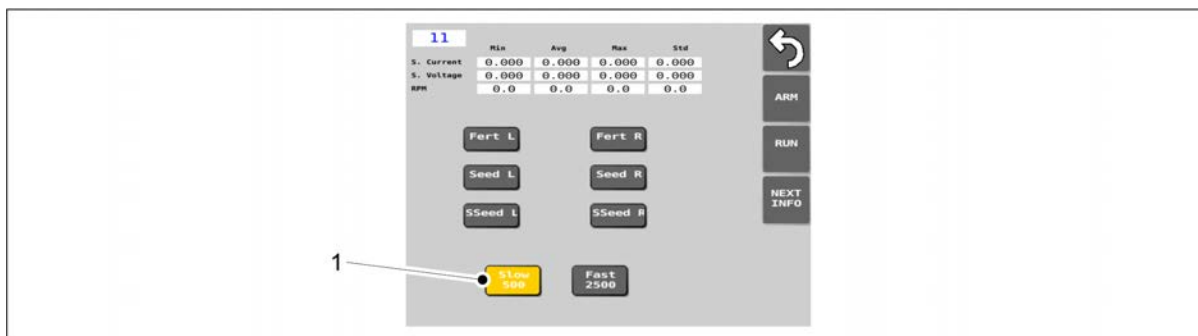 11
Min Avg Max Std
S. Current 0.000 0.000 0.000 0.000
S. Voltage 0.000 0.000 0.000 0.000
RPM 0.0 0.0 0.0 0.0
ARM
RUN
NEXT
INFO
Fert L Fert R
Seed L Seed R
SSeed L SSeed R
1
Slow
500
Fast
2500